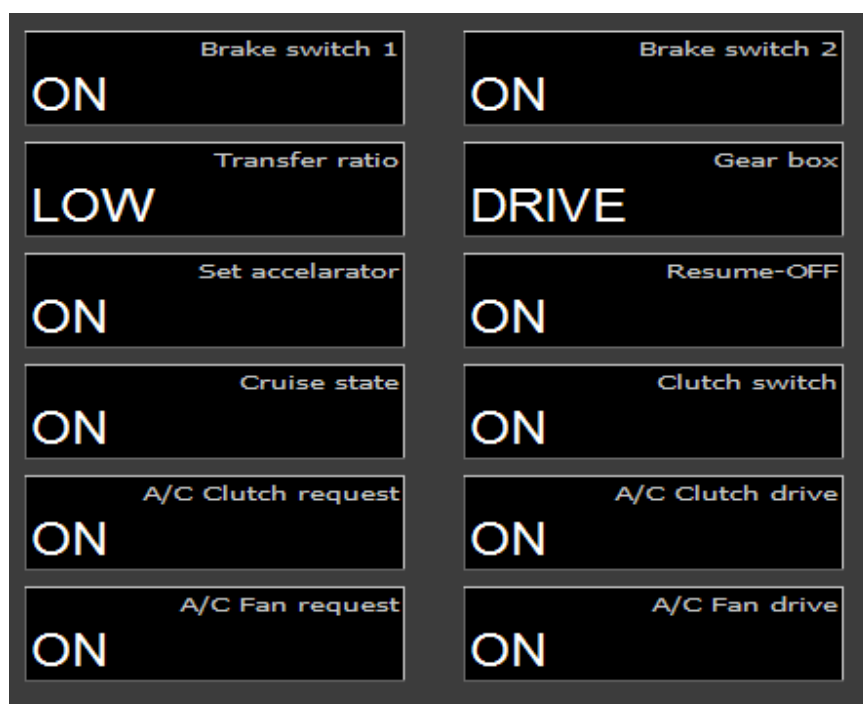 Brake switch 1
ON
Brake switch 2
ON
Transfer ratio
LOW
Gear box
DRIVE
Set accelarator
ON
Resume-OFF
ON
Cruise state
ON
Clutch switch
ON
A/C Clutch request
ON
A/C Clutch drive
ON
A/C Fan request
ON
A/C Fan drive
ON